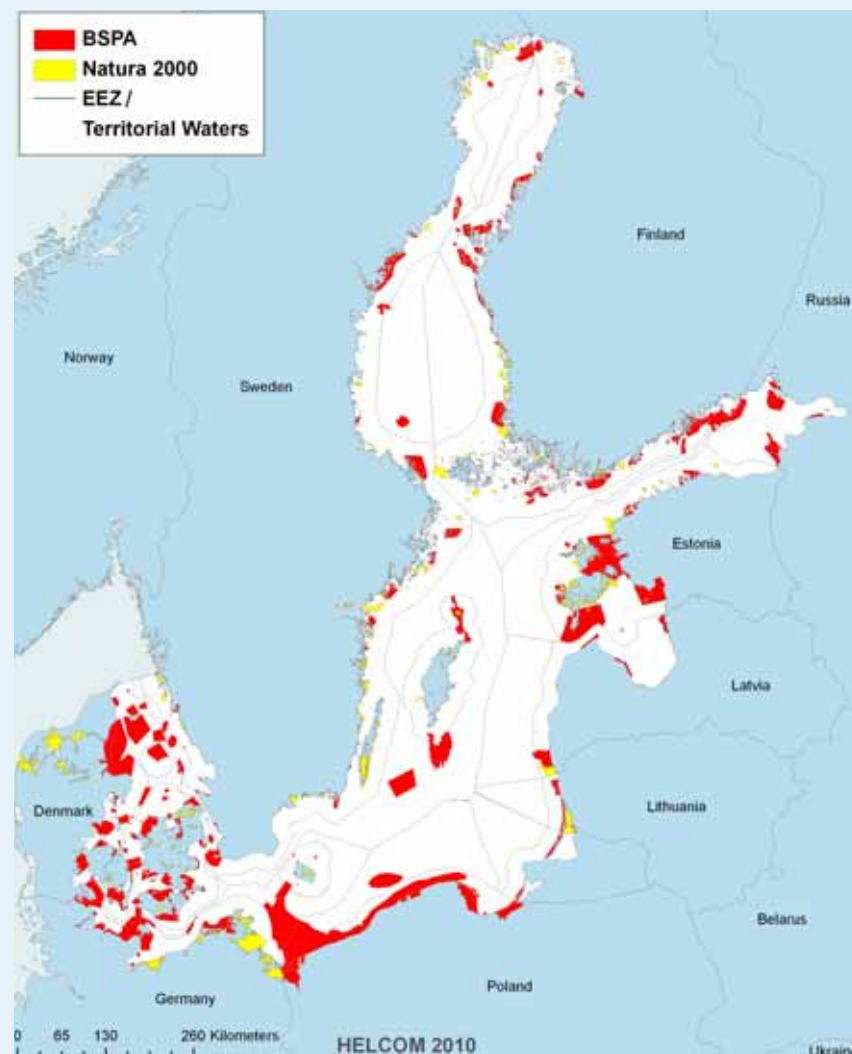 BSPA
Natura 2000
EEZ /
Territorial Waters
Finland
Russia
Norway
Sweden
Estonia
Latvia
Denmark
Lithuania
Belarus
Poland
Germany
0 65 130 260 Kilometers
HELCOM 2010
Ukraine